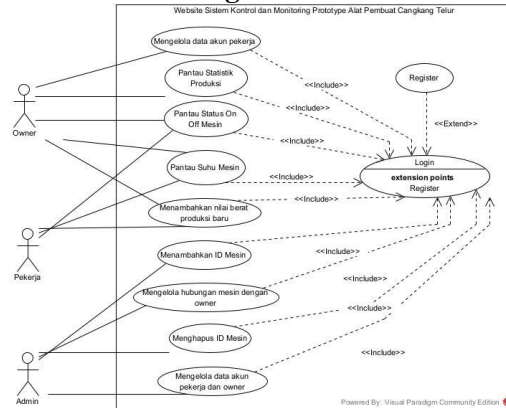 Website Sistem Kontrol dan Monitoring Prototype Alat Pembuat Cangkang Telur
Mengelola data akun pekerja
Register
Pantau Statistik
Produksi
<<Include>>
<<Include>>
<<Extend>>
Pantau Status On
Off Mesin
Owner
<<Include>>
Login
extension points
Register
Pantau Suhu Mesin
<<Include>>
Menambahkan nilai berat
produksi baru
<<Include>>
Menambahkan ID Mesin
<<Include>>
Pekerja
Mengelola hubungan mesin dengan
owner
<<Include>>
Menghapus ID Mesin
<<Include>>
<<Include>>
Mengelola data akun
pekerja dan owner
Admin
Powered By: Visual Paradigm Community Edition